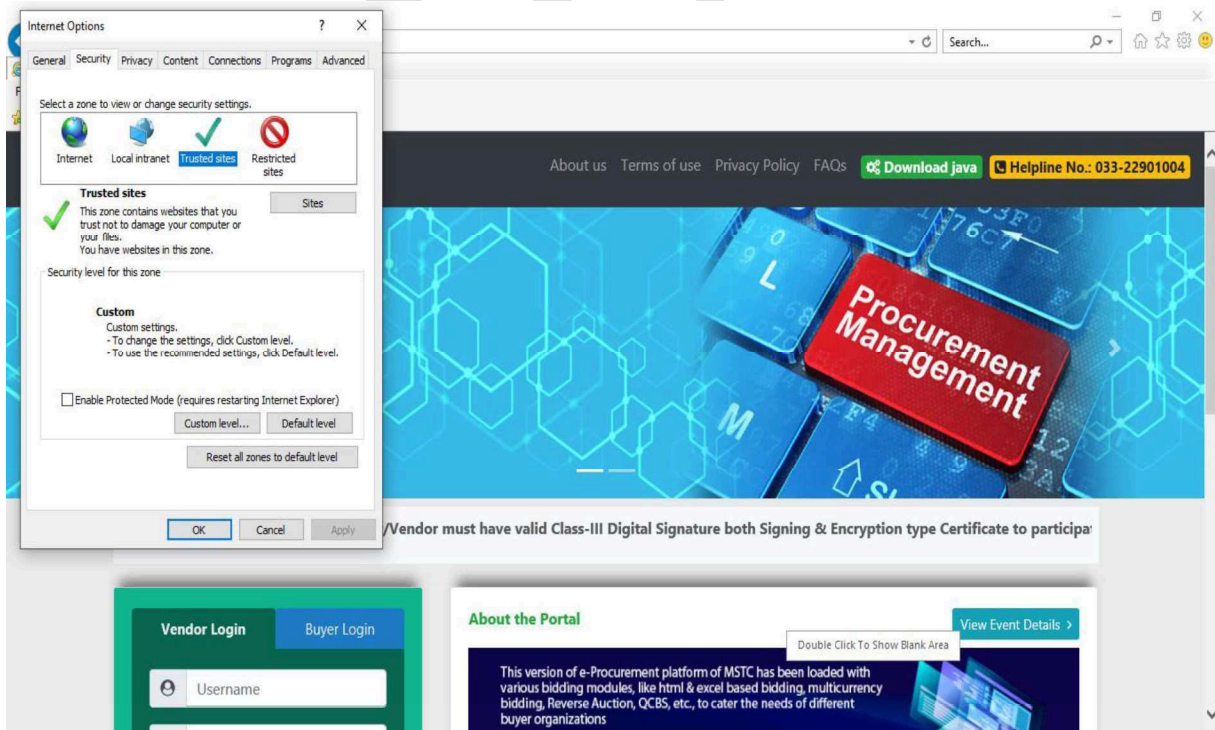 Internet Options
? X
General Security Privacy Content Connections Programs Advanced
Select a zone to view or change security settings.
Internet Local intranet Trusted sites Restricted sites
Trusted sites
Sites
This zone contains websites that you
trust not to damage your computer or
your files.
You have websites in this zone.
Security level for this zone
Custom
Custom settings.
- To change the settings, click Custom level.
- To use the recommended settings, click Default level.
Enable Protected Mode (requires restarting Internet Explorer)
Custom level... Default level
Reset all zones to default level
OK Cancel Apply
Search...
About us Terms of use Privacy Policy FAQs Download java Helpline No.: 033-22901004
L
M
Procurement
Management
/Vendor must have valid Class-III Digital Signature both Signing & Encryption type Certificate to participat
Vendor Login Buyer Login
Username
About the Portal
View Event Details >
Double Click To Show Blank Area
This version of e-Procurement platform of MSTC has been loaded with
various bidding modules, like html & excel based bidding, multicurrency
bidding, Reverse Auction, QCBS, etc., to cater the needs of different
buyer organizations